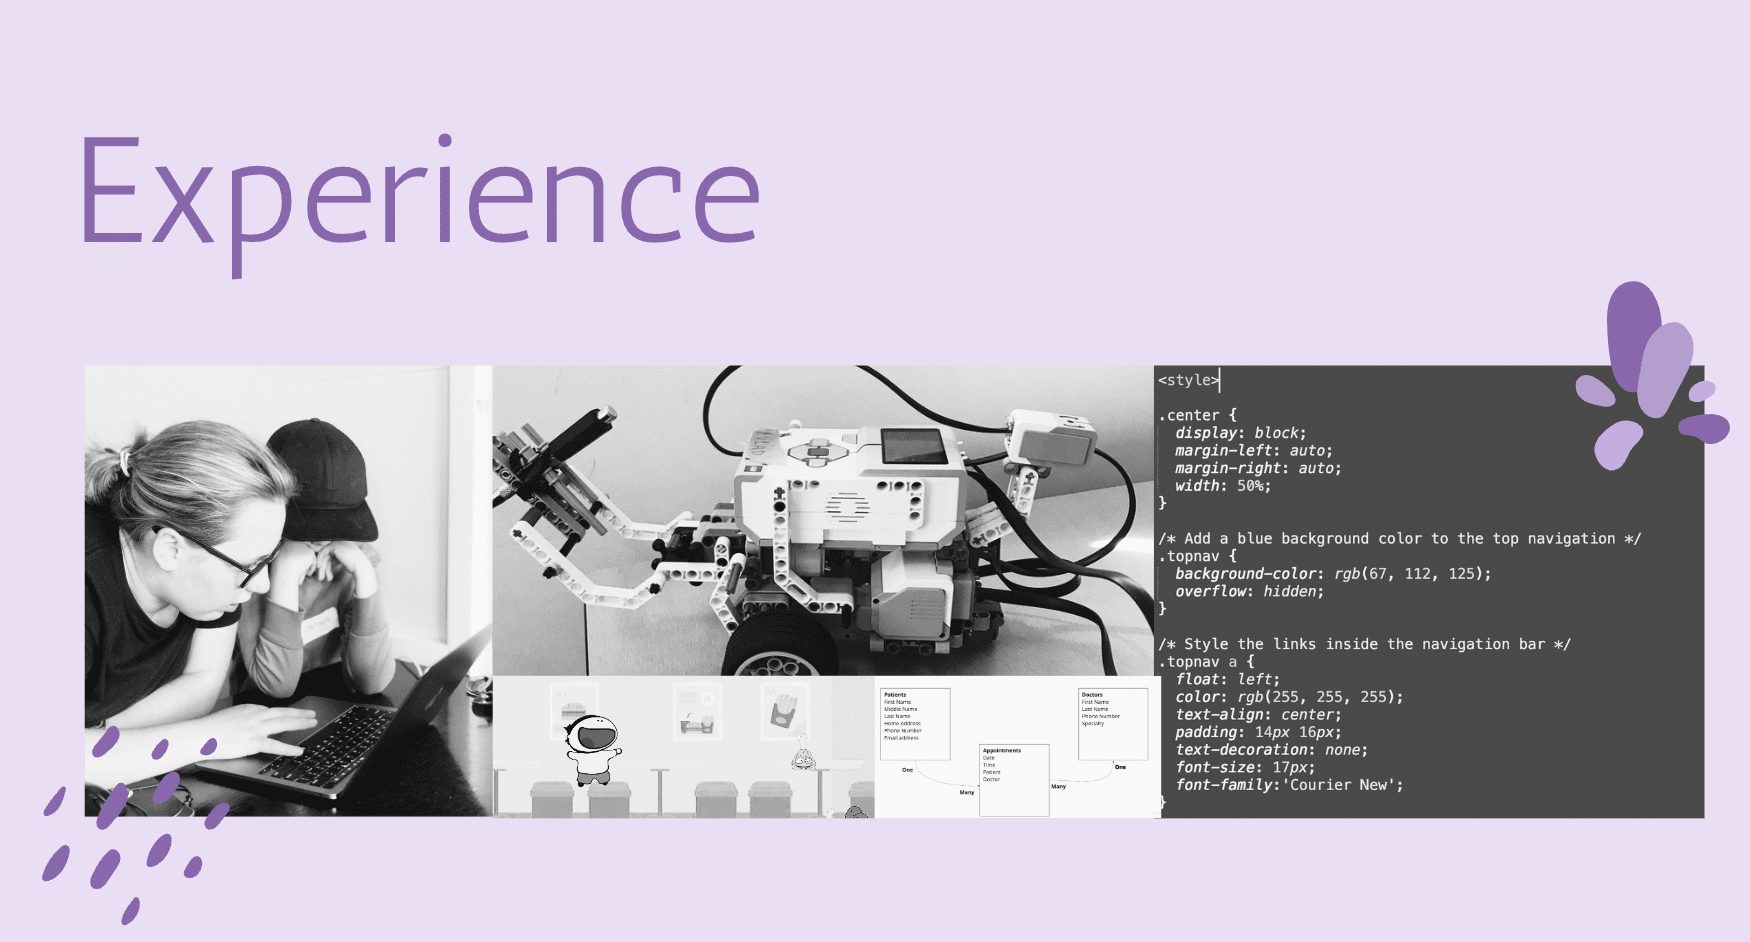 Experience
Patients
First Name
Middle Name
Last Name
Home Address
Phone Number
Email address
One
Many
Appointments
Date
Time
Patient
Doctor
Doctors
First Name
Last Name
Phone Number
Specialty
One
Many
<style>
.center {
display: block;
margin-left: auto;
margin-right: auto;
width: 50%;
}
/* Add a blue background color to the top navigation */
.topnav {
background-color: rgb(67, 112, 125);
overflow: hidden;
}
/* Style the links inside the navigation bar */
.topnav a {
float: left;
color: rgb(255, 255, 255);
text-align: center;
padding: 14px 16px;
text-decoration: none;
font-size: 17px;
font-family:'Courier New';
}